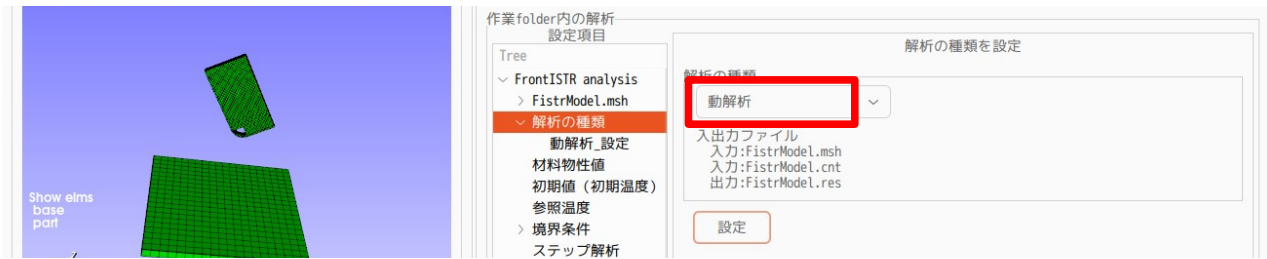 作業folder内の解析
設定項目
Tree
FrontISTR analysis
FistrModel.msh
解析の種類
動解析_設定
材料物性値
初期値（初期温度）
参照温度
境界条件
ステップ解析
解析の種類を設定
解析の種類
動解析
入出力ファイル
入力:FistrModel.msh
入力:FistrModel.cnt
出力:FistrModel.res
設定
Show elms
base
part